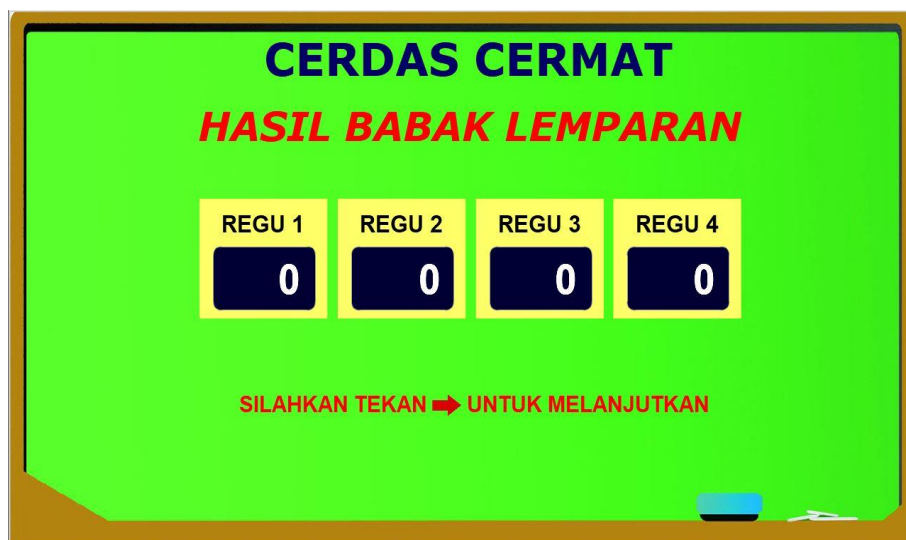 CERDAS CERMAT
HASIL BABAK LEMPARAN
REGU 1 REGU 2 REGU 3 REGU 4
0 0 0 0
SILAHKAN TEKAN ➡ UNTUK MELANJUTKAN